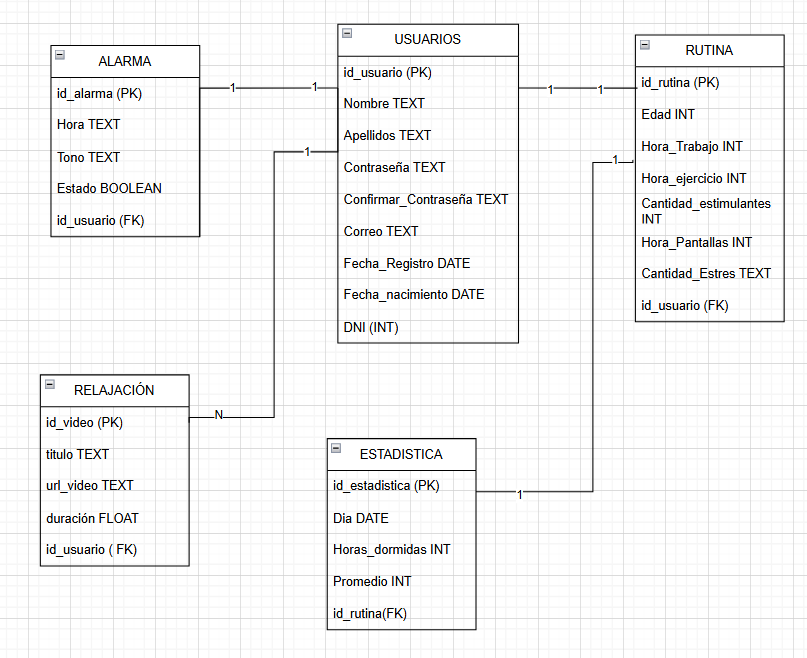 ALARMA
id_alarma (PK)
Hora TEXT
Tono TEXT
Estado BOOLEAN
id_usuario (FK)
1
1
USUARIOS
id_usuario (PK)
Nombre TEXT
Apellidos TEXT
Contraseña TEXT
Confirmar_Contraseña TEXT
Correo TEXT
Fecha_Registro DATE
Fecha_nacimiento DATE
DNI (INT)
1
1
RUTINA
id_rutina (PK)
Edad INT
Hora_Trabajo INT
Hora_ejercicio INT
Cantidad_estimulantes
INT
Hora_Pantallas INT
Cantidad_Estres TEXT
id_usuario (FK)
1
1
RELAJACIÓN
id_video (PK)
titulo TEXT
url_video TEXT
duración FLOAT
id_usuario ( FK)
N
ESTADISTICA
id_estadistica (PK)
Dia DATE
Horas_dormidas INT
Promedio INT
id_rutina(FK)
1